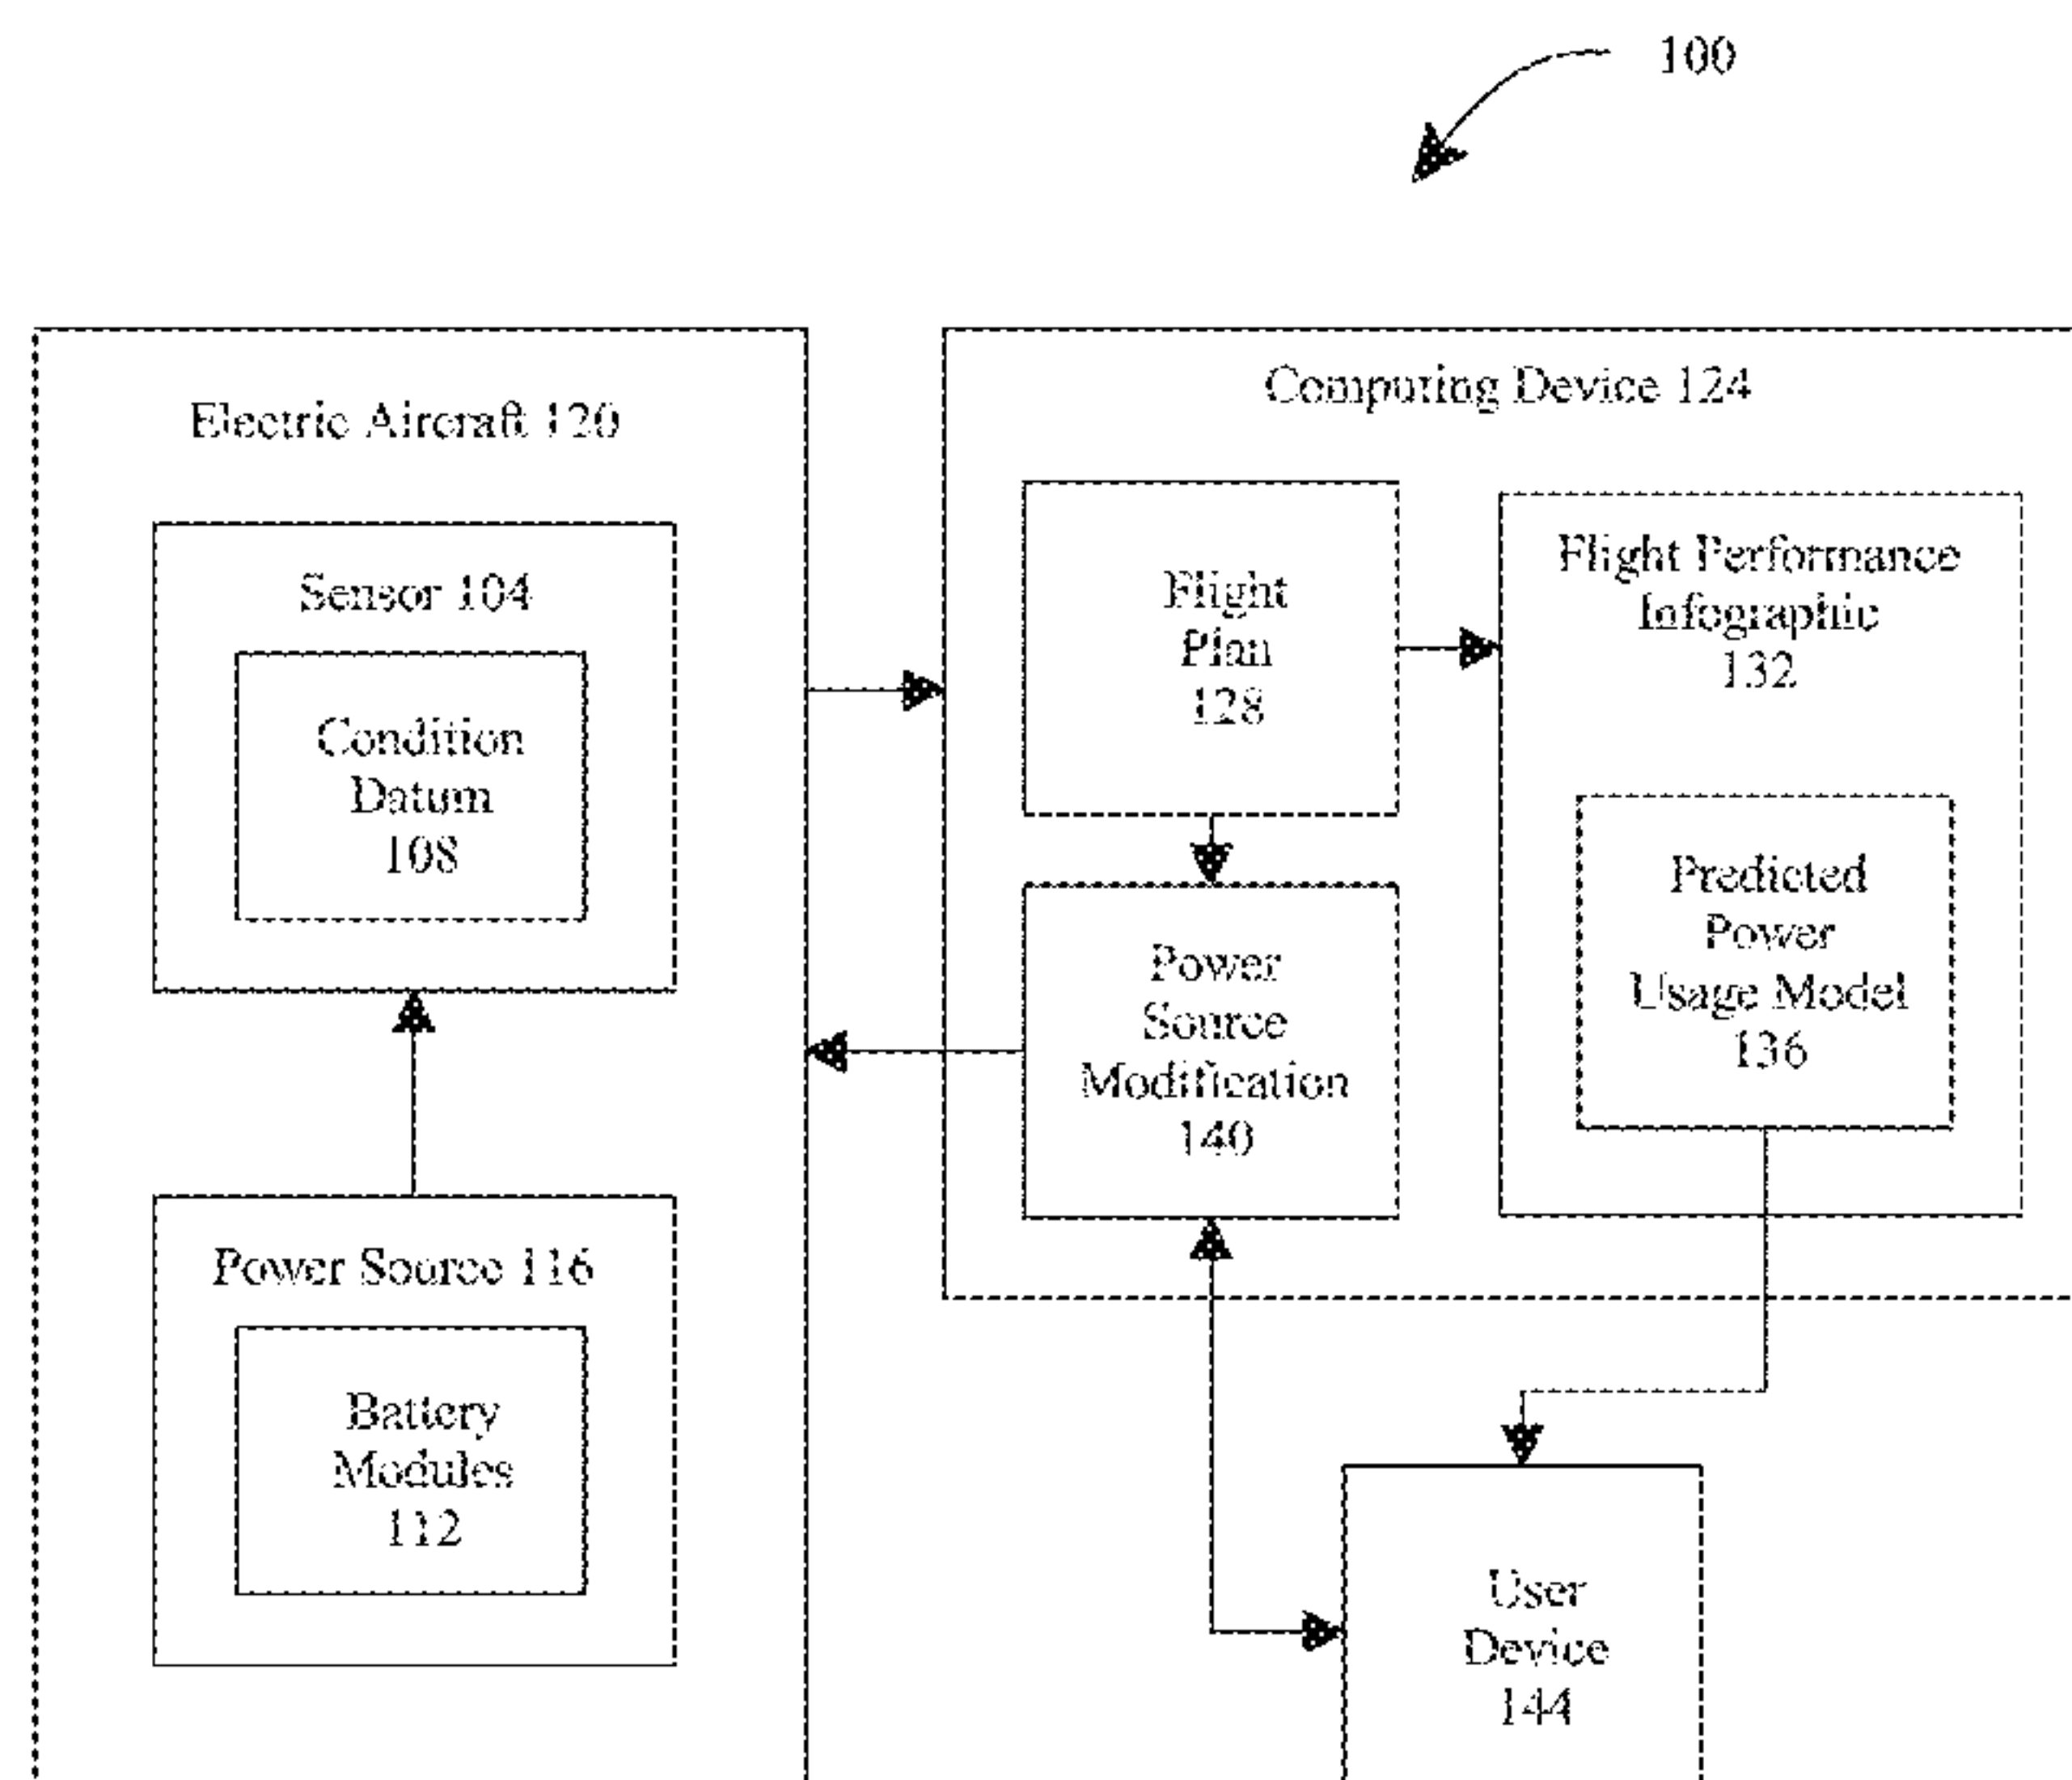 100
Electric Aircraft 120
Sensor 104
Condition
Datum
108
Power Source 116
Battery
Modules
112
Computing Device 124
Flight
Plan
128
Flight Performance
Infographic
132
Predicted
Power
Usage Model
136
Power
Source
Modification
140
User
Device
144